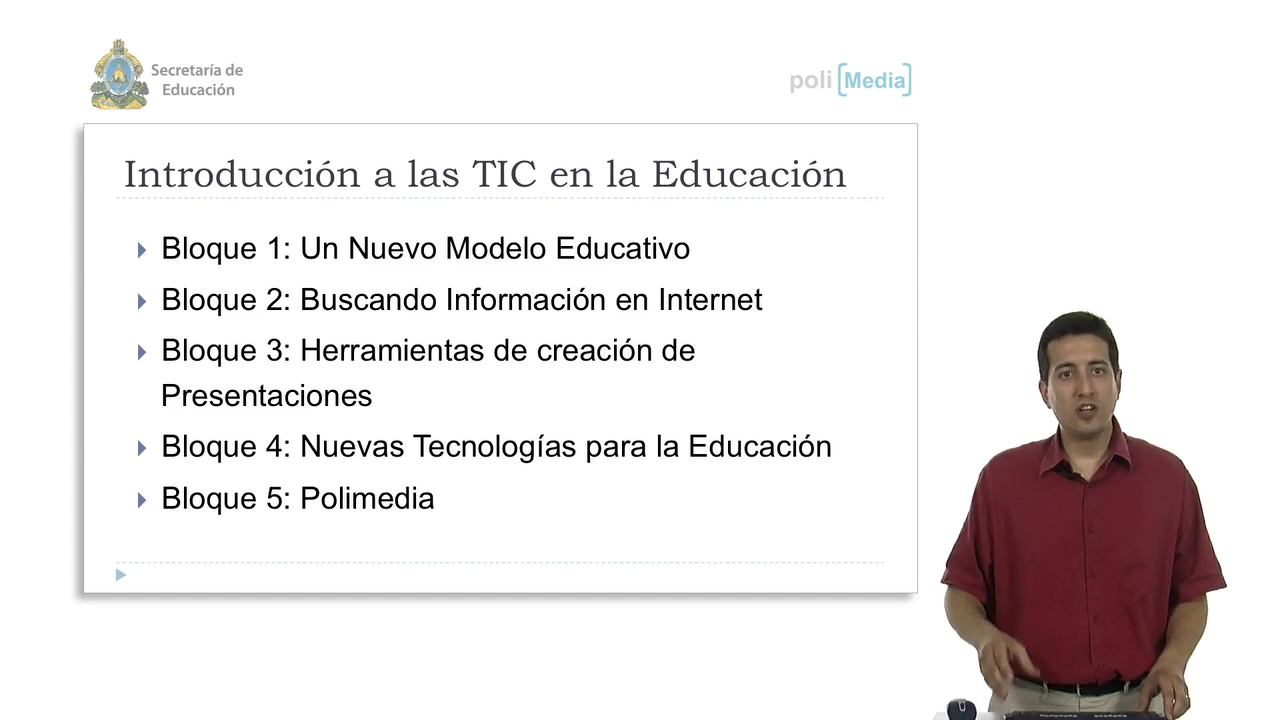 Secretaría de
Educación
poli [Media]
Introducción a las TIC en la Educación
Bloque 1: Un Nuevo Modelo Educativo
Bloque 2: Buscando Información en Internet
Bloque 3: Herramientas de creación de
Presentaciones
Bloque 4: Nuevas Tecnologías para la Educación
Bloque 5: Polimedia